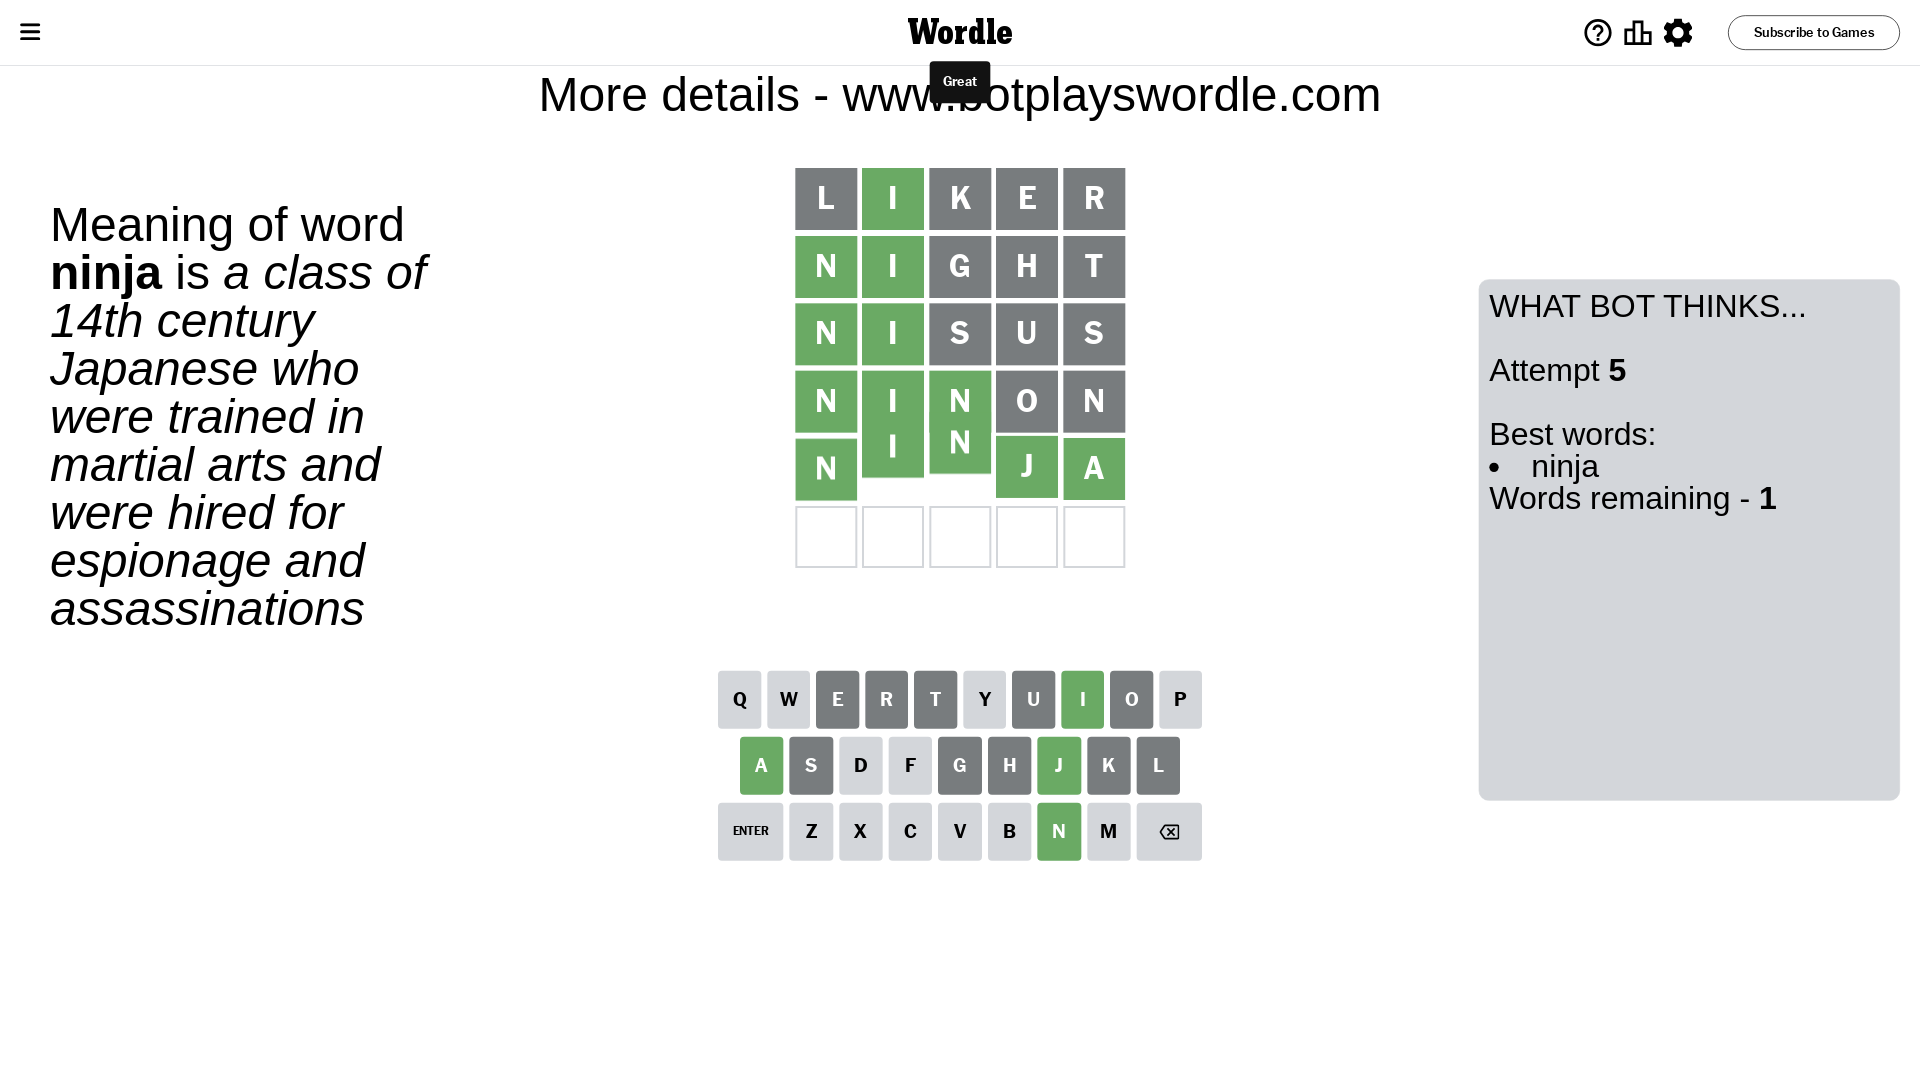 Wordle
Subscribe to Games
Great
More details - www.botplayswordle.com
Meaning of word
ninja is a class of
14th century
Japanese who
were trained in
martial arts and
were hired for
espionage and
assassinations
L I K E R
N I G H T
N I S U S
N I N O N
N I N J A
WHAT BOT THINKS...
Attempt 5
Best words:
• ninja
Words remaining - 1
Q W E R T Y U I O P
A S D F G H J K L
ENTER Z X C V B N M